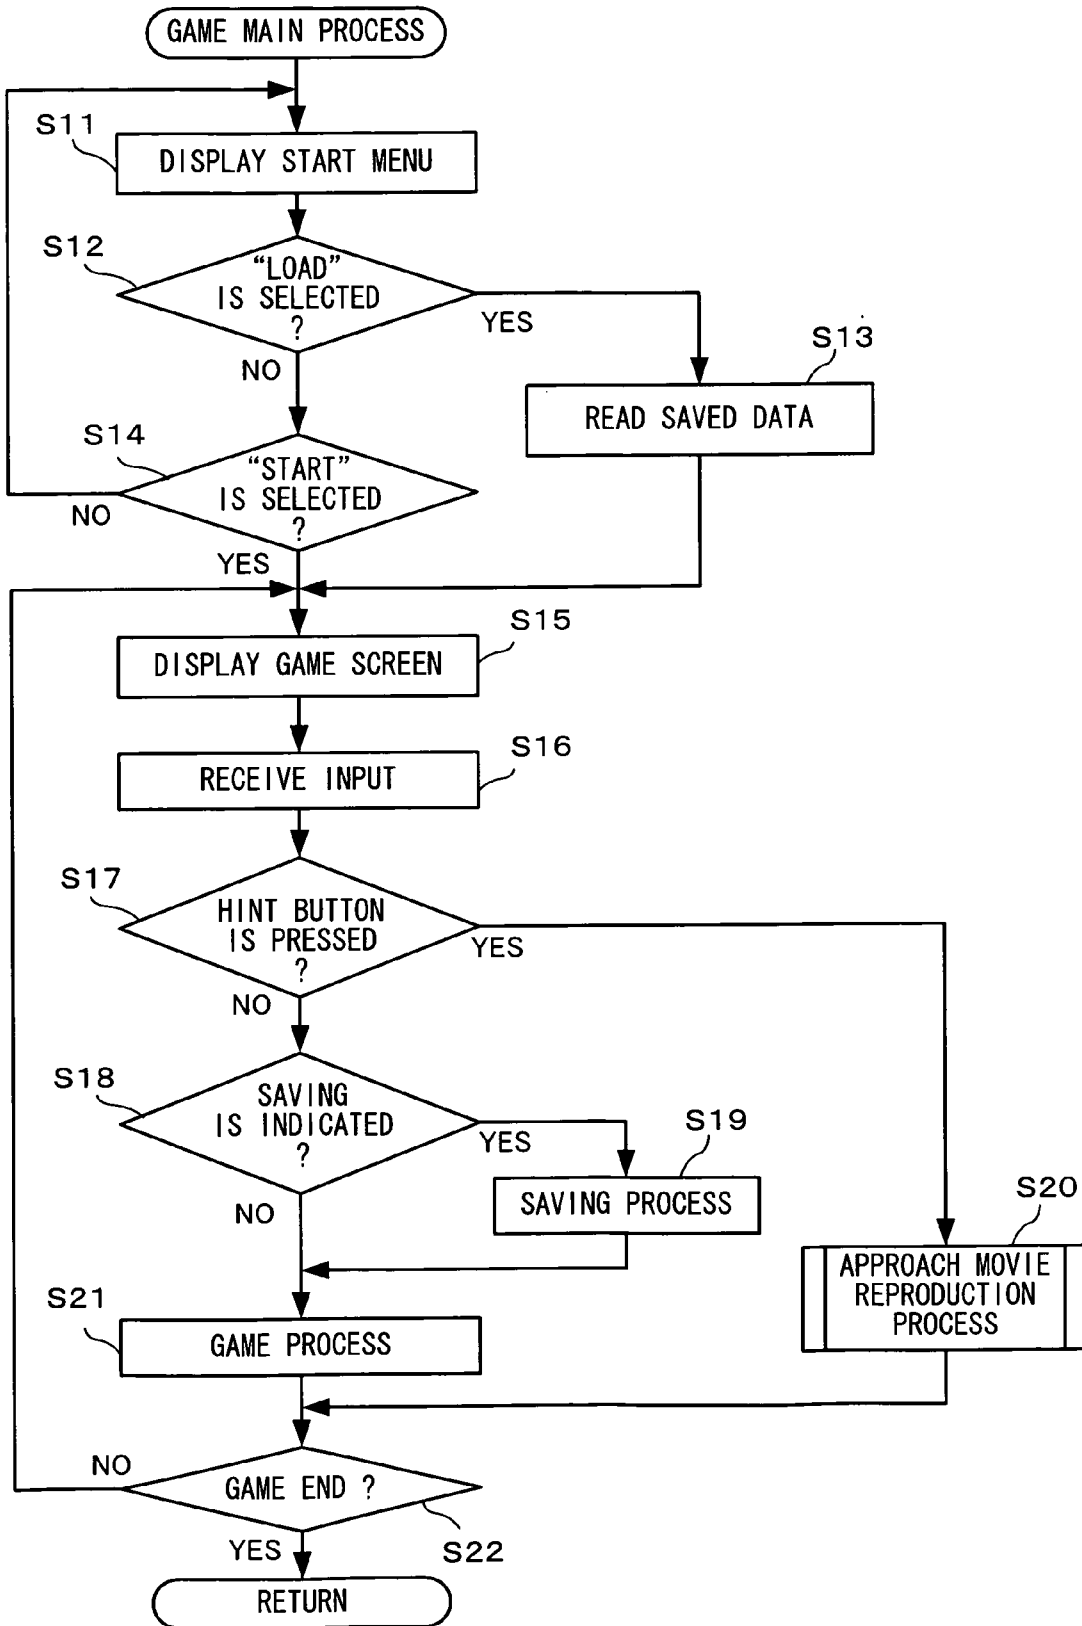 GAME MAIN PROCESS
S11
DISPLAY START MENU
S12
“LOAD”
IS SELECTED
?
YES
NO
S13
READ SAVED DATA
S14
“START”
IS SELECTED
?
NO
YES
S15
DISPLAY GAME SCREEN
S16
RECEIVE INPUT
S17
HINT BUTTON
IS PRESSED
?
YES
NO
S18
SAVING
IS INDICATED
?
YES
NO
S19
SAVING PROCESS
S20
APPROACH MOVIE
REPRODUCTION
PROCESS
S21
GAME PROCESS
NO
GAME END ?
YES
S22
RETURN